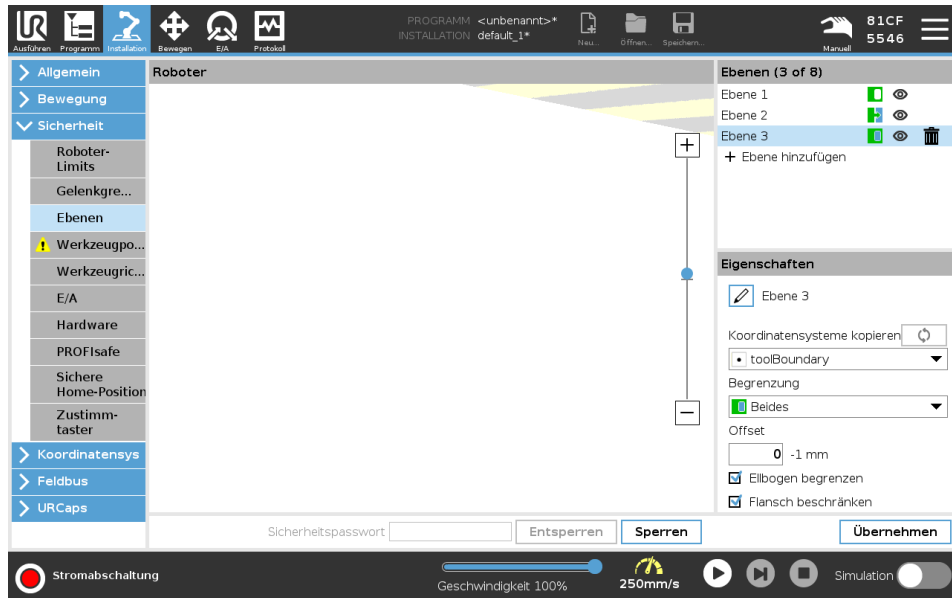 PROGRAMM <unbenannt>*
INSTALLATION default_1*
Ausführen Programm Installation Bewegen E/A Protokoll
Neu... Öffnen... Speichern...
Manuell
81CF
5546
Allgemein
Bewegung
Sicherheit
Roboter-
Limits
Gelenkgre...
Ebenen
Werkzeugpo...
Werkzeugric...
E/A
Hardware
PROFIsafe
Sichere
Home-Position
Zustimm-
taster
Koordinatensys
Feldbus
URCaps
Roboter
Ebenen (3 of 8)
Ebene 1
Ebene 2
Ebene 3
+ Ebene hinzufügen
Eigenschaften
Ebene 3
Koordinatensysteme kopieren
toolBoundary
Begrenzung
Beides
Offset
0 -1 mm
Ellbogen begrenzen
Flansch beschränken
Sicherheitspasswort Entsperren Sperren Übernehmen
Stromabschaltung
Geschwindigkeit 100%
250mm/s
Simulation